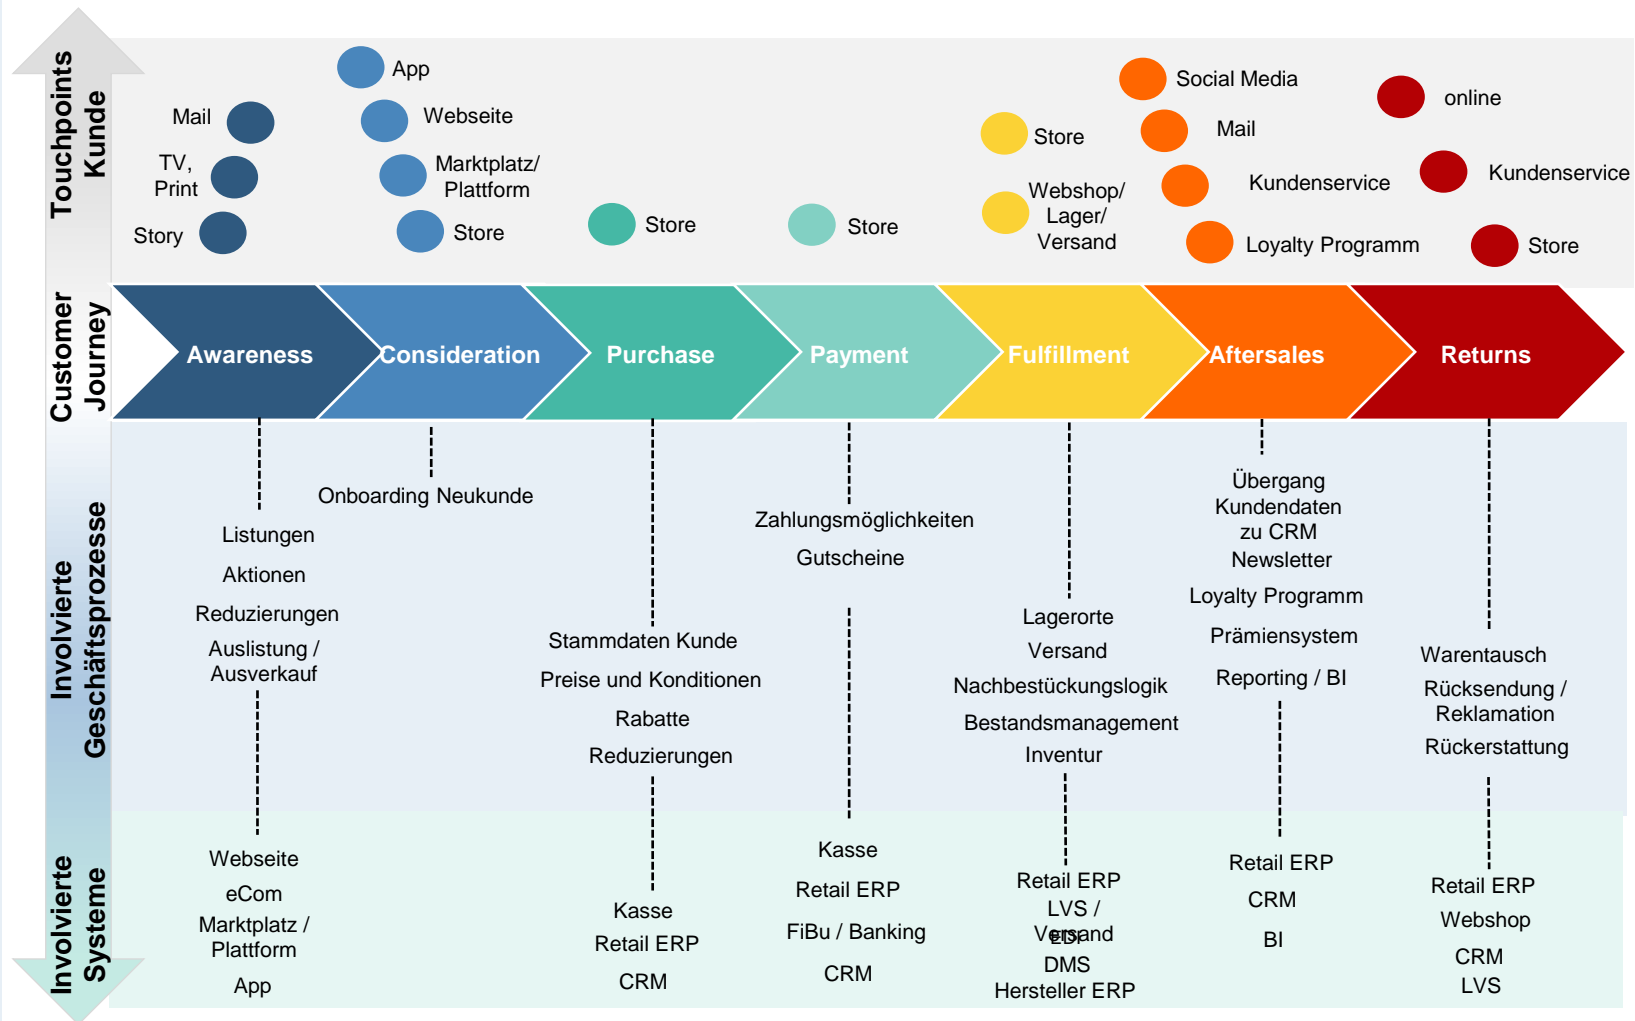 Touchpoints
Kunde
Mail
TV,
Print
Story
App
Webseite
Marktplatz/
Plattform
Store
Store
Store
Store
Webshop/
Lager/
Versand
Social Media
Mail
Kundenservice
Loyalty Programm
online
Kundenservice
Store
Customer
Journey
Awareness
Consideration
Purchase
Payment
Fulfillment
Aftersales
Returns
Involvierte
Geschäftsprozesse
Listungen
Aktionen
Reduzierungen
Auslistung /
Ausverkauf
Onboarding Neukunde
Stammdaten Kunde
Preise und Konditionen
Rabatte
Reduzierungen
Zahlungsmöglichkeiten
Gutscheine
Lagerorte
Versand
Nachbestückungslogik
Bestandsmanagement
Inventur
Übergang
Kundendaten
zu CRM
Newsletter
Loyalty Programm
Prämiensystem
Reporting / BI
Warentausch
Rücksendung /
Reklamation
Rückerstattung
Involvierte
Systeme
Webseite
eCom
Marktplatz /
Plattform
App
Kasse
Retail ERP
CRM
Kasse
Retail ERP
FiBu / Banking
CRM
Retail ERP
LVS /
Versand
EDI
DMS
Hersteller ERP
Retail ERP
CRM
BI
Retail ERP
Webshop
CRM
LVS